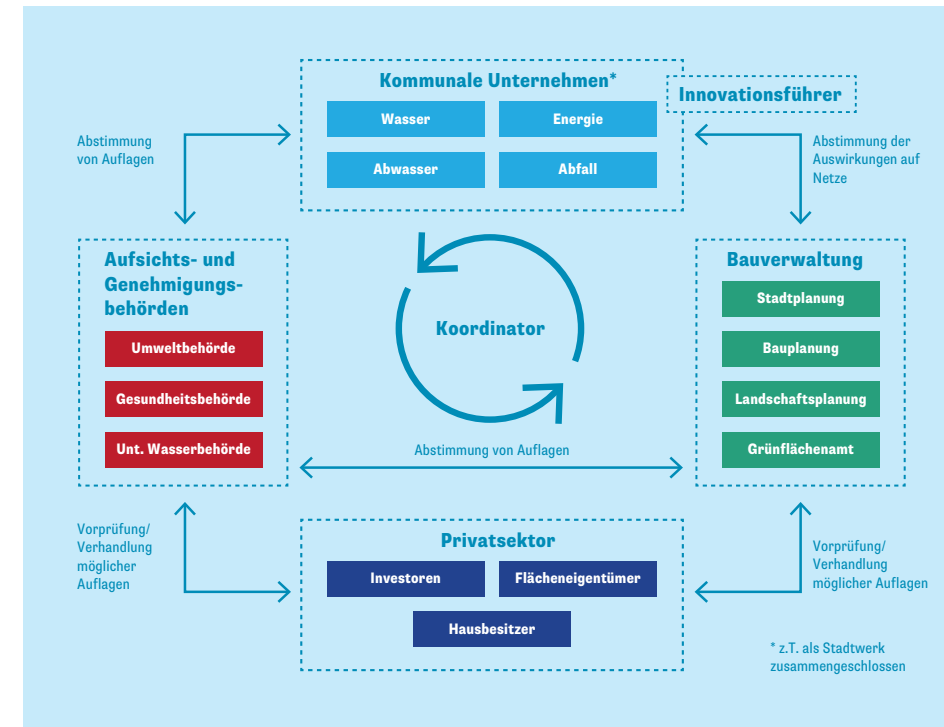 Kommunale Unternehmen*
Innovationsführer
Wasser
Energie
Abwasser
Abfall
Abstimmung
von Auflagen
Abstimmung der
Auswirkungen auf
Netze
Aufsichts- und
Genehmigungs-
behörden
Umweltbehörde
Gesundheitsbehörde
Unt. Wasserbehörde
Koordinator
Bauverwaltung
Stadtplanung
Bauplanung
Landschaftsplanung
Grünflächenamt
Abstimmung von Auflagen
Vorprüfung/
Verhandlung
möglicher
Auflagen
Privatsektor
Investoren
Flächeneigentümer
Hausbesitzer
Vorprüfung/
Verhandlung
möglicher Auflagen
* z.T. als Stadtwerk
zusammengeschlossen